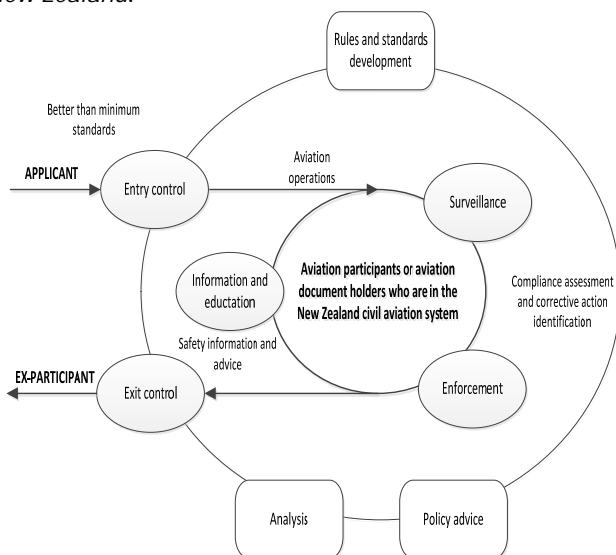 New Zealand.
Rules and standards
development
Better than minimum
standards
APPLICANT
Entry control
Aviation
operations
Surveillance
Information and
eductation
Aviation participants or aviation
document holders who are in the
New Zealand civil aviation system
Compliance assessment
and corrective action
identification
Safety information and
advice
EX-PARTICIPANT
Exit control
Enforcement
Analysis
Policy advice